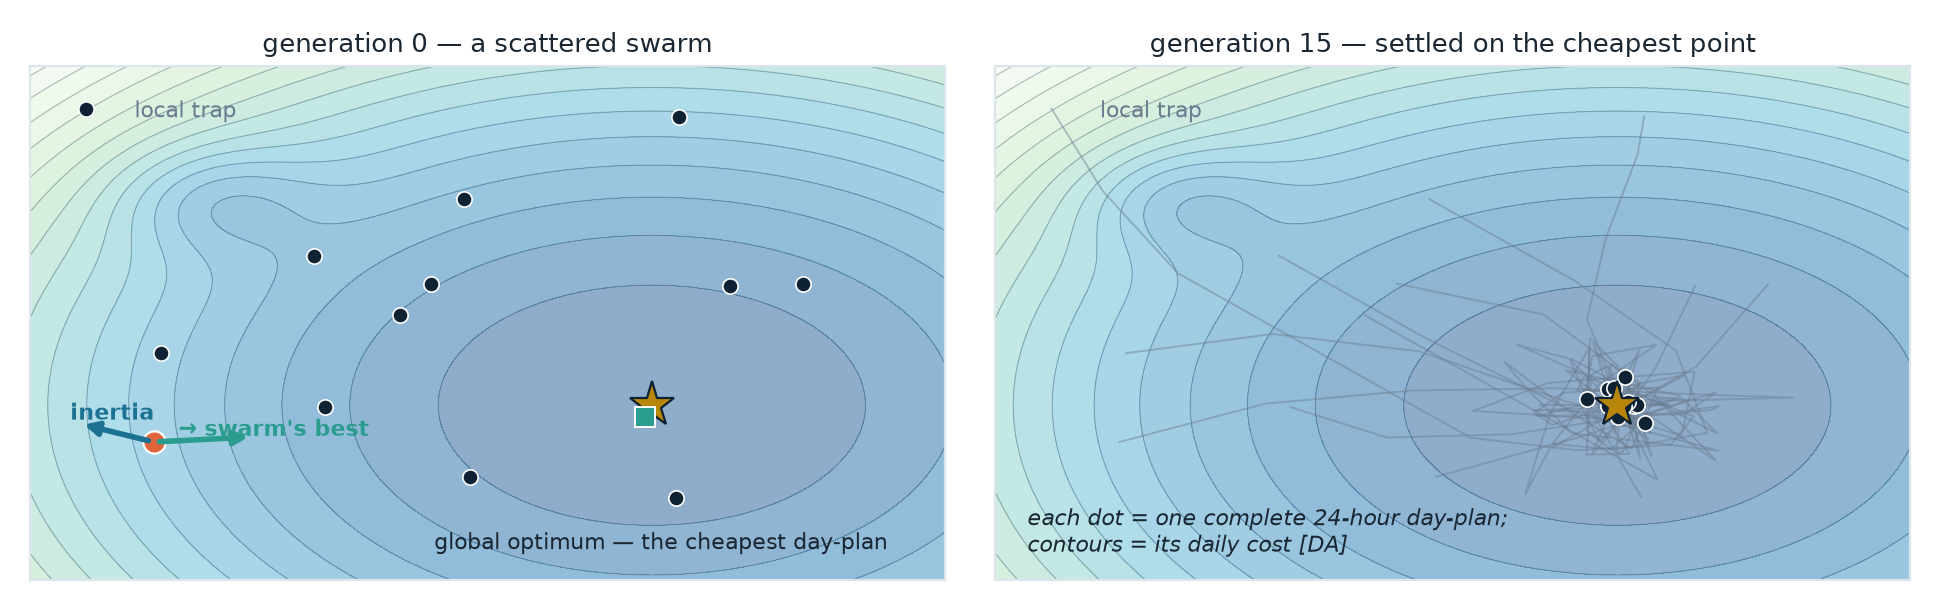 generation 0 — a scattered swarm
local trap
inertia
→ swarm's best
global optimum — the cheapest day-plan
generation 15 — settled on the cheapest point
local trap
each dot = one complete 24-hour day-plan;
contours = its daily cost [DA]